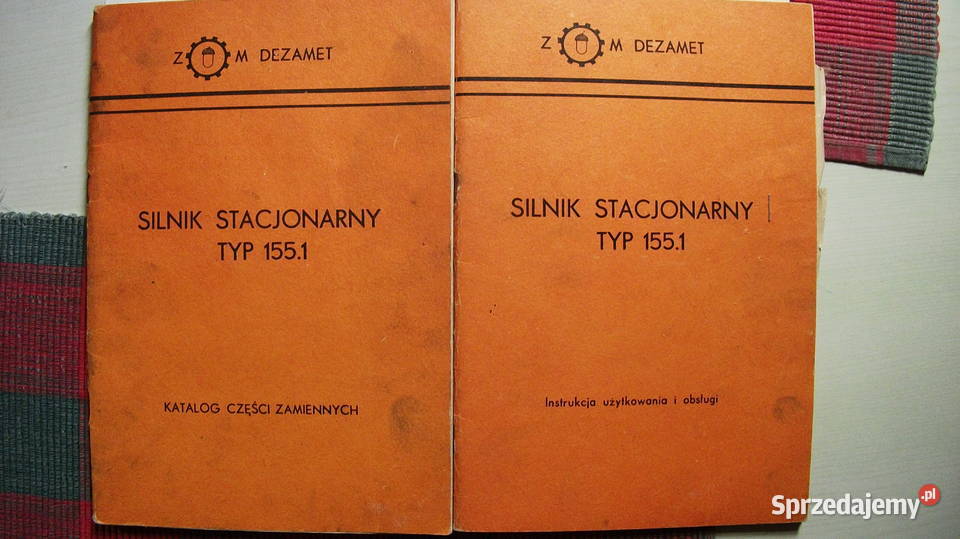 Z M DEZAMET
SILNIK STACJONARNY
TYP 155.1
KATALOG CZĘŚCI ZAMIENNYCH
Z M DEZAMET
SILNIK STACJONARNY
TYP 155.1
Instrukcja użytkowania i obsługi
Sprzedajemy.pl